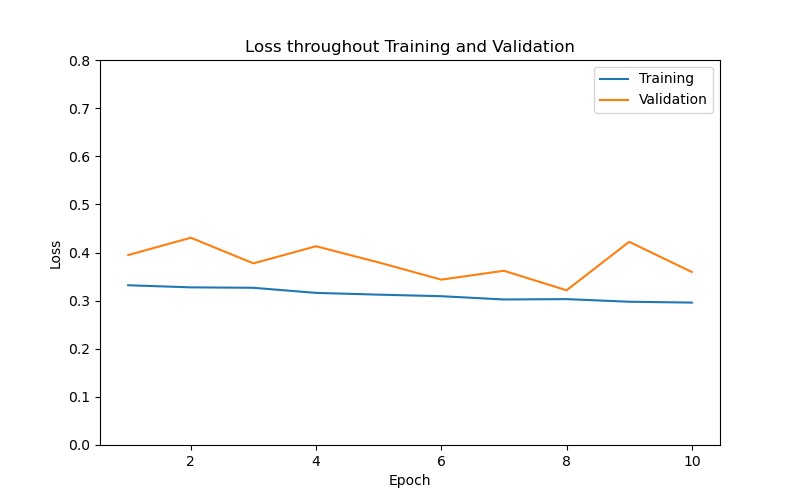 Loss throughout Training and Validation
0.8
0.7
0.6
0.5
0.4
0.3
0.2
0.1
0.0
Loss
Training
Validation
2 4 6 8 10
Epoch